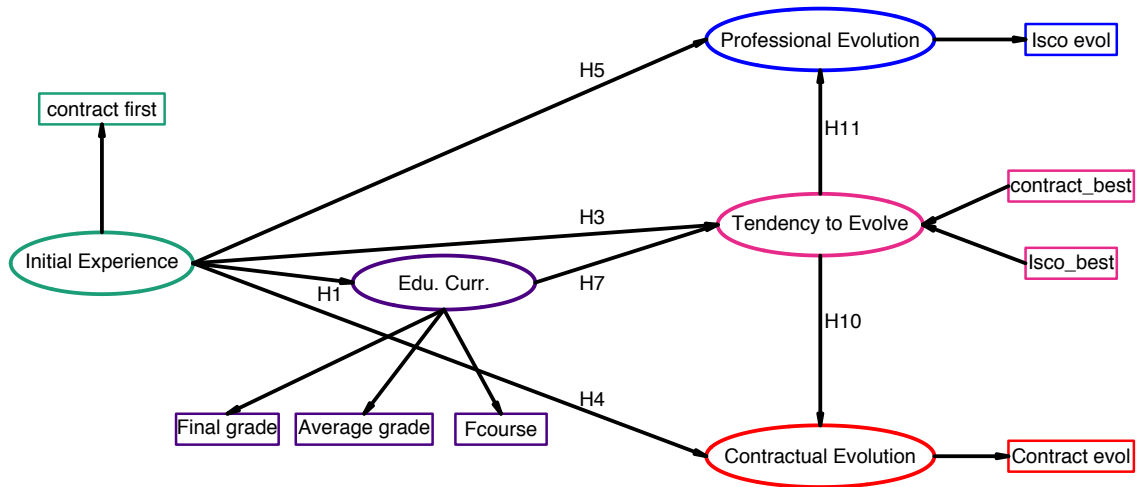 Professional Evolution
Isco evol
H5
contract first
H11
contract_best
H3
Tendency to Evolve
Initial Experience
Isco_best
Edu. Curr.
H1
H7
H10
H4
Final grade
Average grade
Fcourse
Contractual Evolution
Contract evol